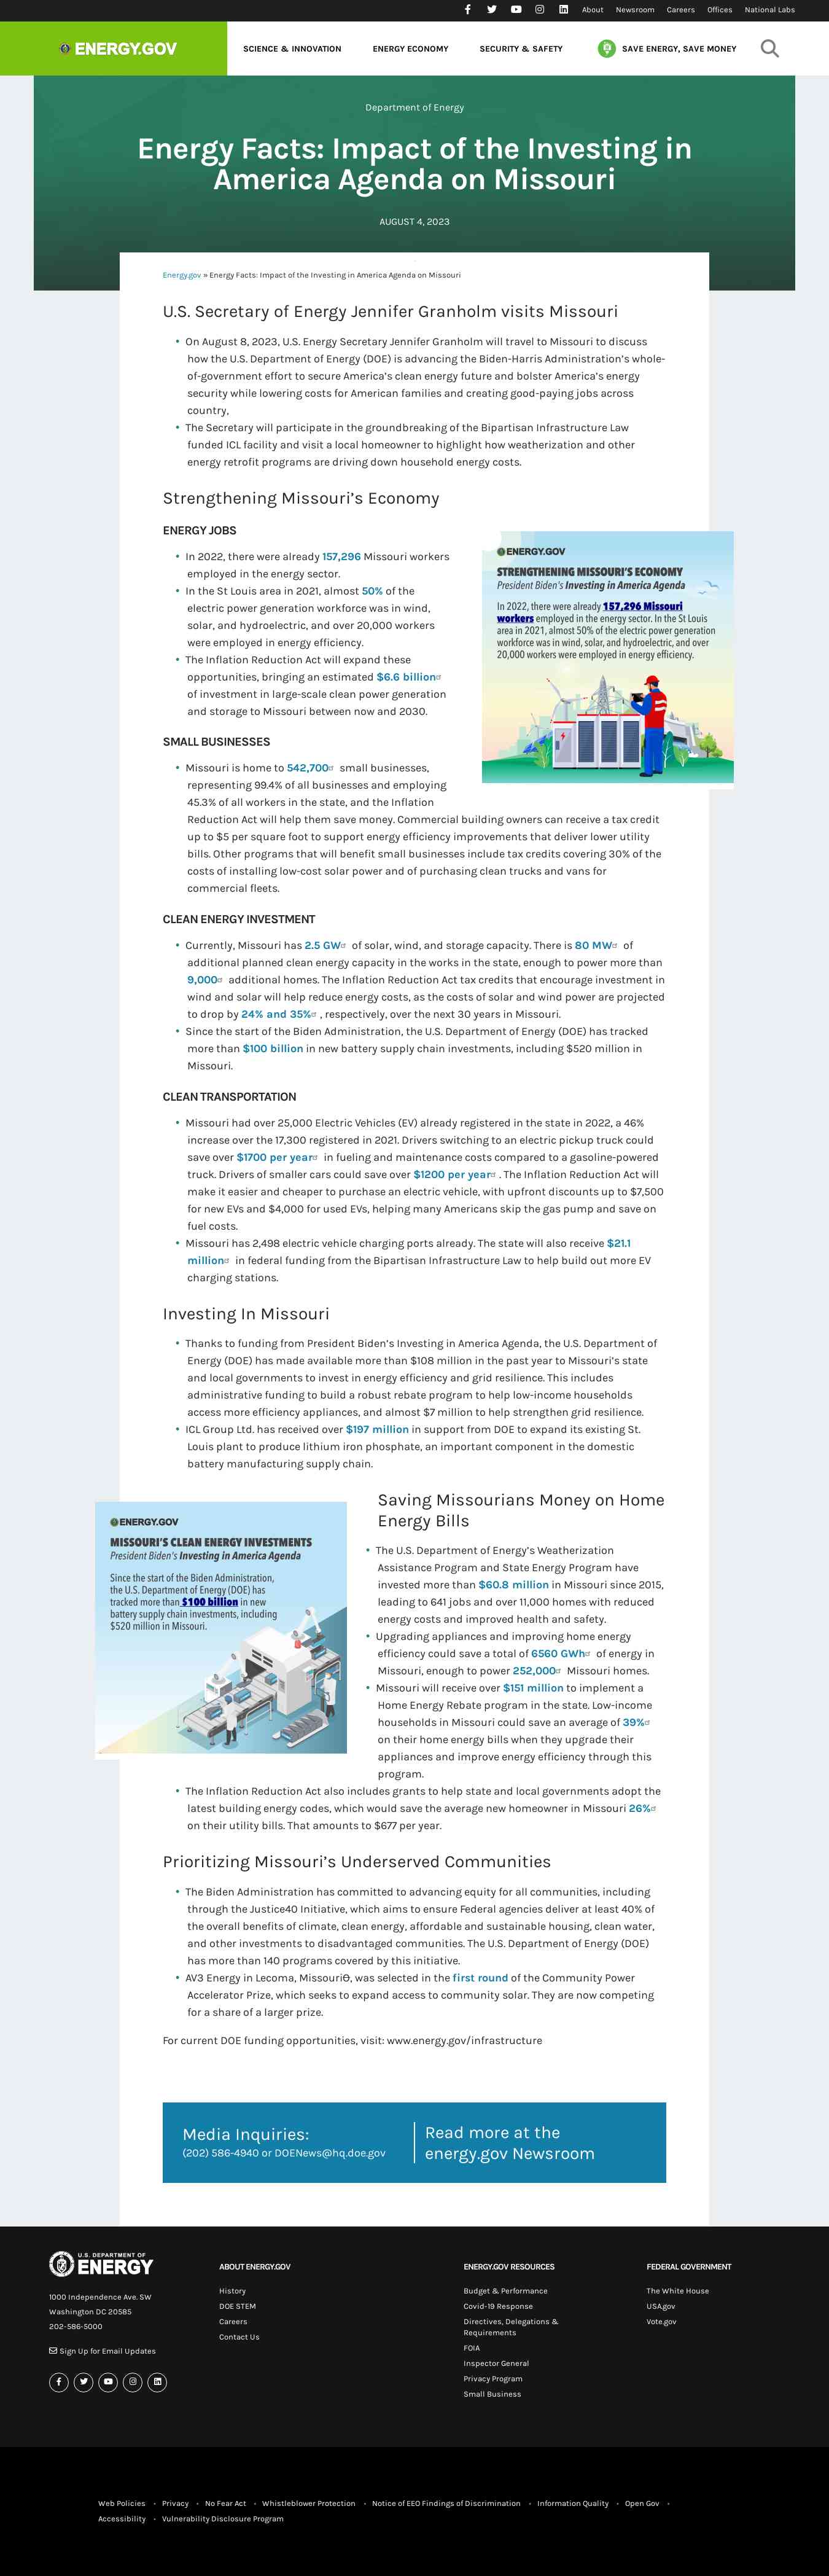 About Newsroom Careers Offices National Labs
ENERGY.GOV
SCIENCE & INNOVATION ENERGY ECONOMY SECURITY & SAFETY SAVE ENERGY, SAVE MONEY
Department of Energy
Energy Facts: Impact of the Investing in
America Agenda on Missouri
AUGUST 4, 2023
Energy.gov » Energy Facts: Impact of the Investing in America Agenda on Missouri
U.S. Secretary of Energy Jennifer Granholm visits Missouri
• On August 8, 2023, U.S. Energy Secretary Jennifer Granholm will travel to Missouri to discuss
how the U.S. Department of Energy (DOE) is advancing the Biden-Harris Administration's whole-
of-government effort to secure America's clean energy future and bolster America's energy
security while lowering costs for American families and creating good-paying jobs across
country,
• The Secretary will participate in the groundbreaking of the Bipartisan Infrastructure Law
funded ICL facility and visit a local homeowner to highlight how weatherization and other
energy retrofit programs are driving down household energy costs.
Strengthening Missouri's Economy
ENERGY JOBS
• In 2022, there were already 157,296 Missouri workers
employed in the energy sector.
• In the St Louis area in 2021, almost 50% of the
electric power generation workforce was in wind,
solar, and hydroelectric, and over 20,000 workers
were employed in energy efficiency.
• The Inflation Reduction Act will expand these
opportunities, bringing an estimated $6.6 billion
of investment in large-scale clean power generation
and storage to Missouri between now and 2030.
ENERGY.GOV
STRENGTHENING MISSOURI'S ECONOMY
President Biden's Investing in America Agenda
In 2022, there were already 157,296 Missouri
workers employed in the energy sector. In the St Louis
area in 2021, almost 50% of the electric power generation
workforce was in wind, solar, and hydroelectric, and over
20,000 workers were employed in energy efficiency.
SMALL BUSINESSES
• Missouri is home to 542,700 small businesses,
representing 99.4% of all businesses and employing
45.3% of all workers in the state, and the Inflation
Reduction Act will help them save money. Commercial building owners can receive a tax credit
up to $5 per square foot to support energy efficiency improvements that deliver lower utility
bills. Other programs that will benefit small businesses include tax credits covering 30% of the
costs of installing low-cost solar power and of purchasing clean trucks and vans for
commercial fleets.
CLEAN ENERGY INVESTMENT
• Currently, Missouri has 2.5 GW of solar, wind, and storage capacity. There is 80 MW of
additional planned clean energy capacity in the works in the state, enough to power more than
9,000 additional homes. The Inflation Reduction Act tax credits that encourage investment in
wind and solar will help reduce energy costs, as the costs of solar and wind power are projected
to drop by 24% and 35% , respectively, over the next 30 years in Missouri.
• Since the start of the Biden Administration, the U.S. Department of Energy (DOE) has tracked
more than $100 billion in new battery supply chain investments, including $520 million in
Missouri.
CLEAN TRANSPORTATION
• Missouri had over 25,000 Electric Vehicles (EV) already registered in the state in 2022, a 46%
increase over the 17,300 registered in 2021. Drivers switching to an electric pickup truck could
save over $1700 per year in fueling and maintenance costs compared to a gasoline-powered
truck. Drivers of smaller cars could save over $1200 per year . The Inflation Reduction Act will
make it easier and cheaper to purchase an electric vehicle, with upfront discounts up to $7,500
for new EVs and $4,000 for used EVs, helping many Americans skip the gas pump and save on
fuel costs.
• Missouri has 2,498 electric vehicle charging ports already. The state will also receive $21.1
million in federal funding from the Bipartisan Infrastructure Law to help build out more EV
charging stations.
Investing In Missouri
• Thanks to funding from President Biden's Investing in America Agenda, the U.S. Department of
Energy (DOE) has made available more than $108 million in the past year to Missouri's state
and local governments to invest in energy efficiency and grid resilience. This includes
administrative funding to build a robust rebate program to help low-income households
access more efficiency appliances, and almost $7 million to help strengthen grid resilience.
• ICL Group Ltd. has received over $197 million in support from DOE to expand its existing St.
Louis plant to produce lithium iron phosphate, an important component in the domestic
battery manufacturing supply chain.
ENERGY.GOV
MISSOURI'S CLEAN ENERGY INVESTMENTS
President Biden's Investing in America Agenda
Since the start of the Biden Administration,
the U.S. Department of Energy (DOE) has
tracked more than $100 billion in new
battery supply chain investments, including
$520 million in Missouri.
Saving Missourians Money on Home
Energy Bills
• The U.S. Department of Energy's Weatherization
Assistance Program and State Energy Program have
invested more than $60.8 million in Missouri since 2015,
leading to 641 jobs and over 11,000 homes with reduced
energy costs and improved health and safety.
• Upgrading appliances and improving home energy
efficiency could save a total of 6560 GWh of energy in
Missouri, enough to power 252,000 Missouri homes.
• Missouri will receive over $151 million to implement a
Home Energy Rebate program in the state. Low-income
households in Missouri could save an average of 39%
on their home energy bills when they upgrade their
appliances and improve energy efficiency through this
program.
• The Inflation Reduction Act also includes grants to help state and local governments adopt the
latest building energy codes, which would save the average new homeowner in Missouri 26%
on their utility bills. That amounts to $677 per year.
Prioritizing Missouri's Underserved Communities
• The Biden Administration has committed to advancing equity for all communities, including
through the Justice40 Initiative, which aims to ensure Federal agencies deliver at least 40% of
the overall benefits of climate, clean energy, affordable and sustainable housing, clean water,
and other investments to disadvantaged communities. The U.S. Department of Energy (DOE)
has more than 140 programs covered by this initiative.
• AV3 Energy in Lecoma, MissouriƟ, was selected in the first round of the Community Power
Accelerator Prize, which seeks to expand access to community solar. They are now competing
for a share of a larger prize.
For current DOE funding opportunities, visit: www.energy.gov/infrastructure
Media Inquiries:
(202) 586-4940 or DOENews@hq.doe.gov
Read more at the
energy.gov Newsroom
U.S. DEPARTMENT OF
ENERGY
1000 Independence Ave. SW
Washington DC 20585
202-586-5000
Sign Up for Email Updates
ABOUT ENERGY.GOV
History
DOE STEM
Careers
Contact Us
ENERGY.GOV RESOURCES
Budget & Performance
Covid-19 Response
Directives, Delegations &
Requirements
FOIA
Inspector General
Privacy Program
Small Business
FEDERAL GOVERNMENT
The White House
USA.gov
Vote.gov
Web Policies • Privacy • No Fear Act • Whistleblower Protection • Notice of EEO Findings of Discrimination • Information Quality • Open Gov •
Accessibility • Vulnerability Disclosure Program